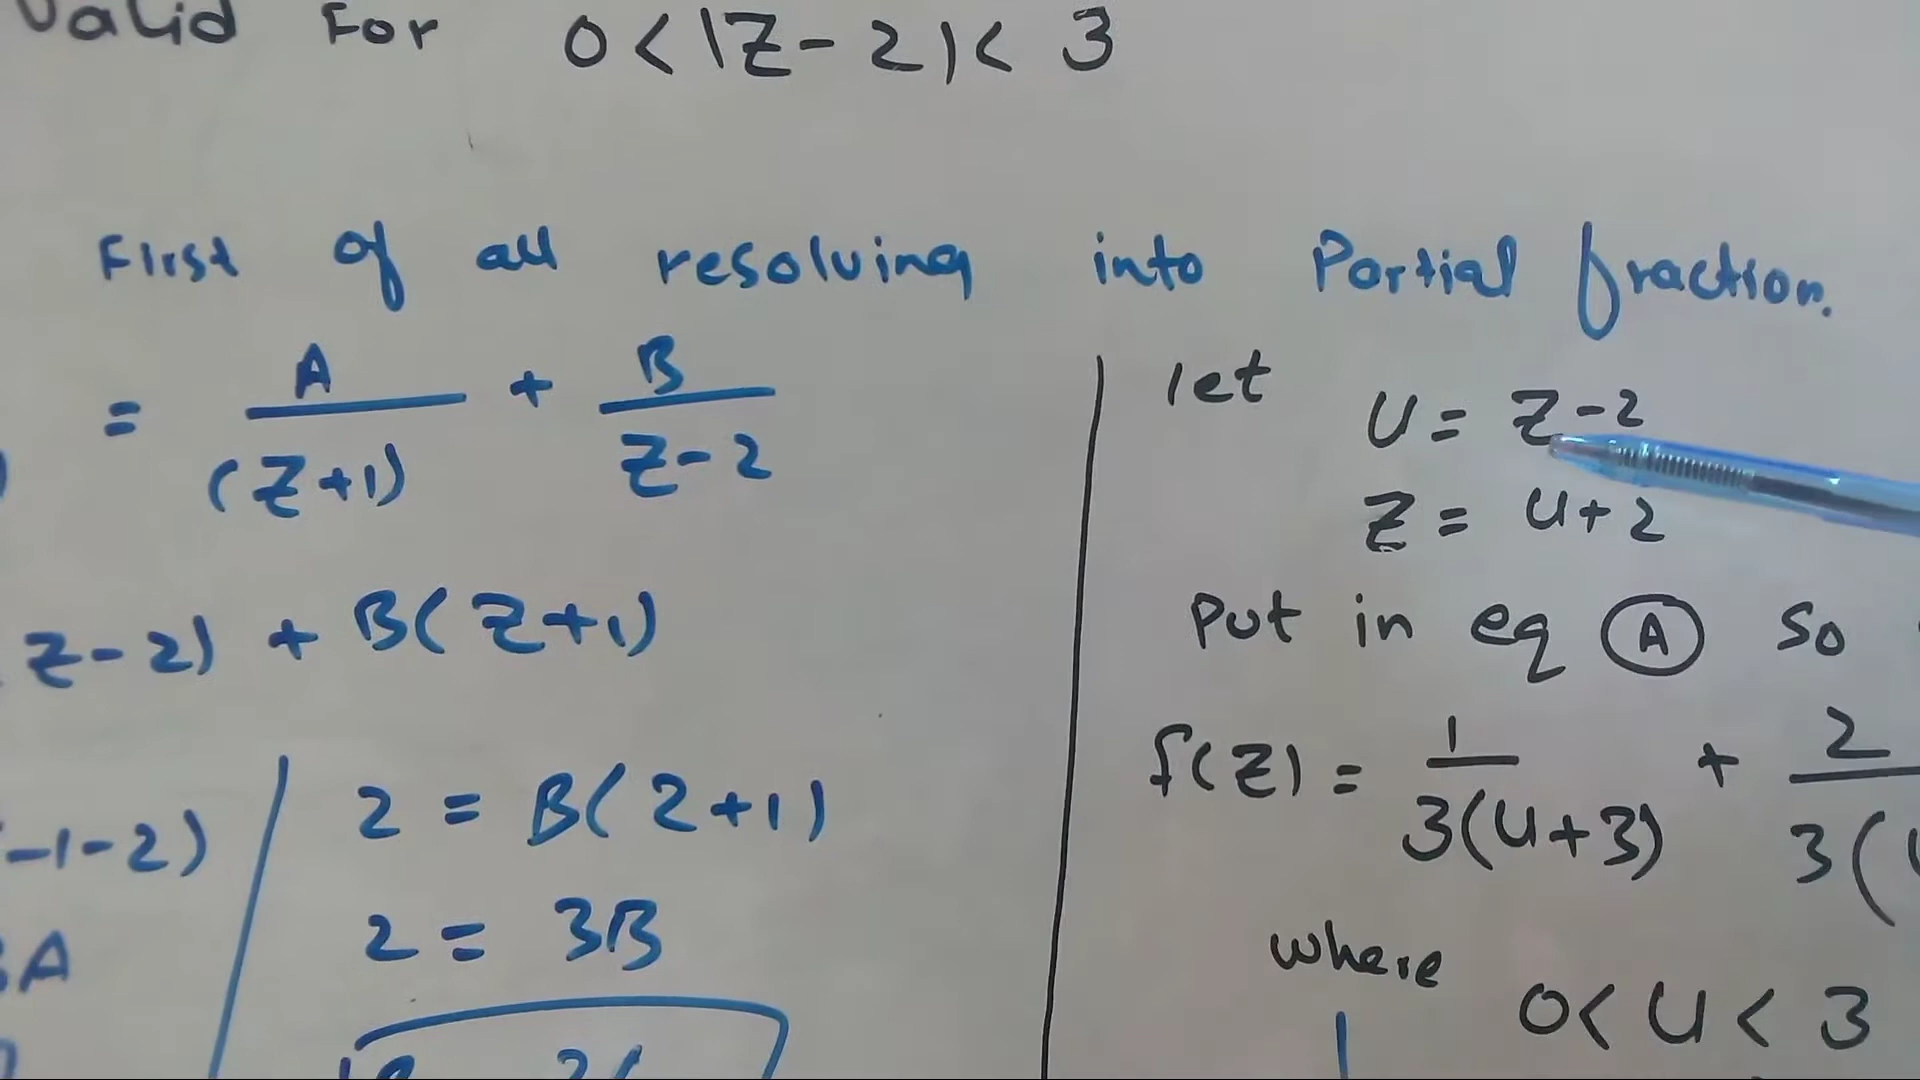 Valid For 0 < |Z - 2| < 3
First of all resolving into Partial fraction.
= A/(Z+1) + B/Z-2
Z-2) + B(Z+1)
-1-2)
A
2 = B(2+1)
2 = 3B
let U = Z-2
Z = U+2
Put in eq (A) So
f(Z) = 1/3(U+3) + 2/3(
where
0 < U < 3